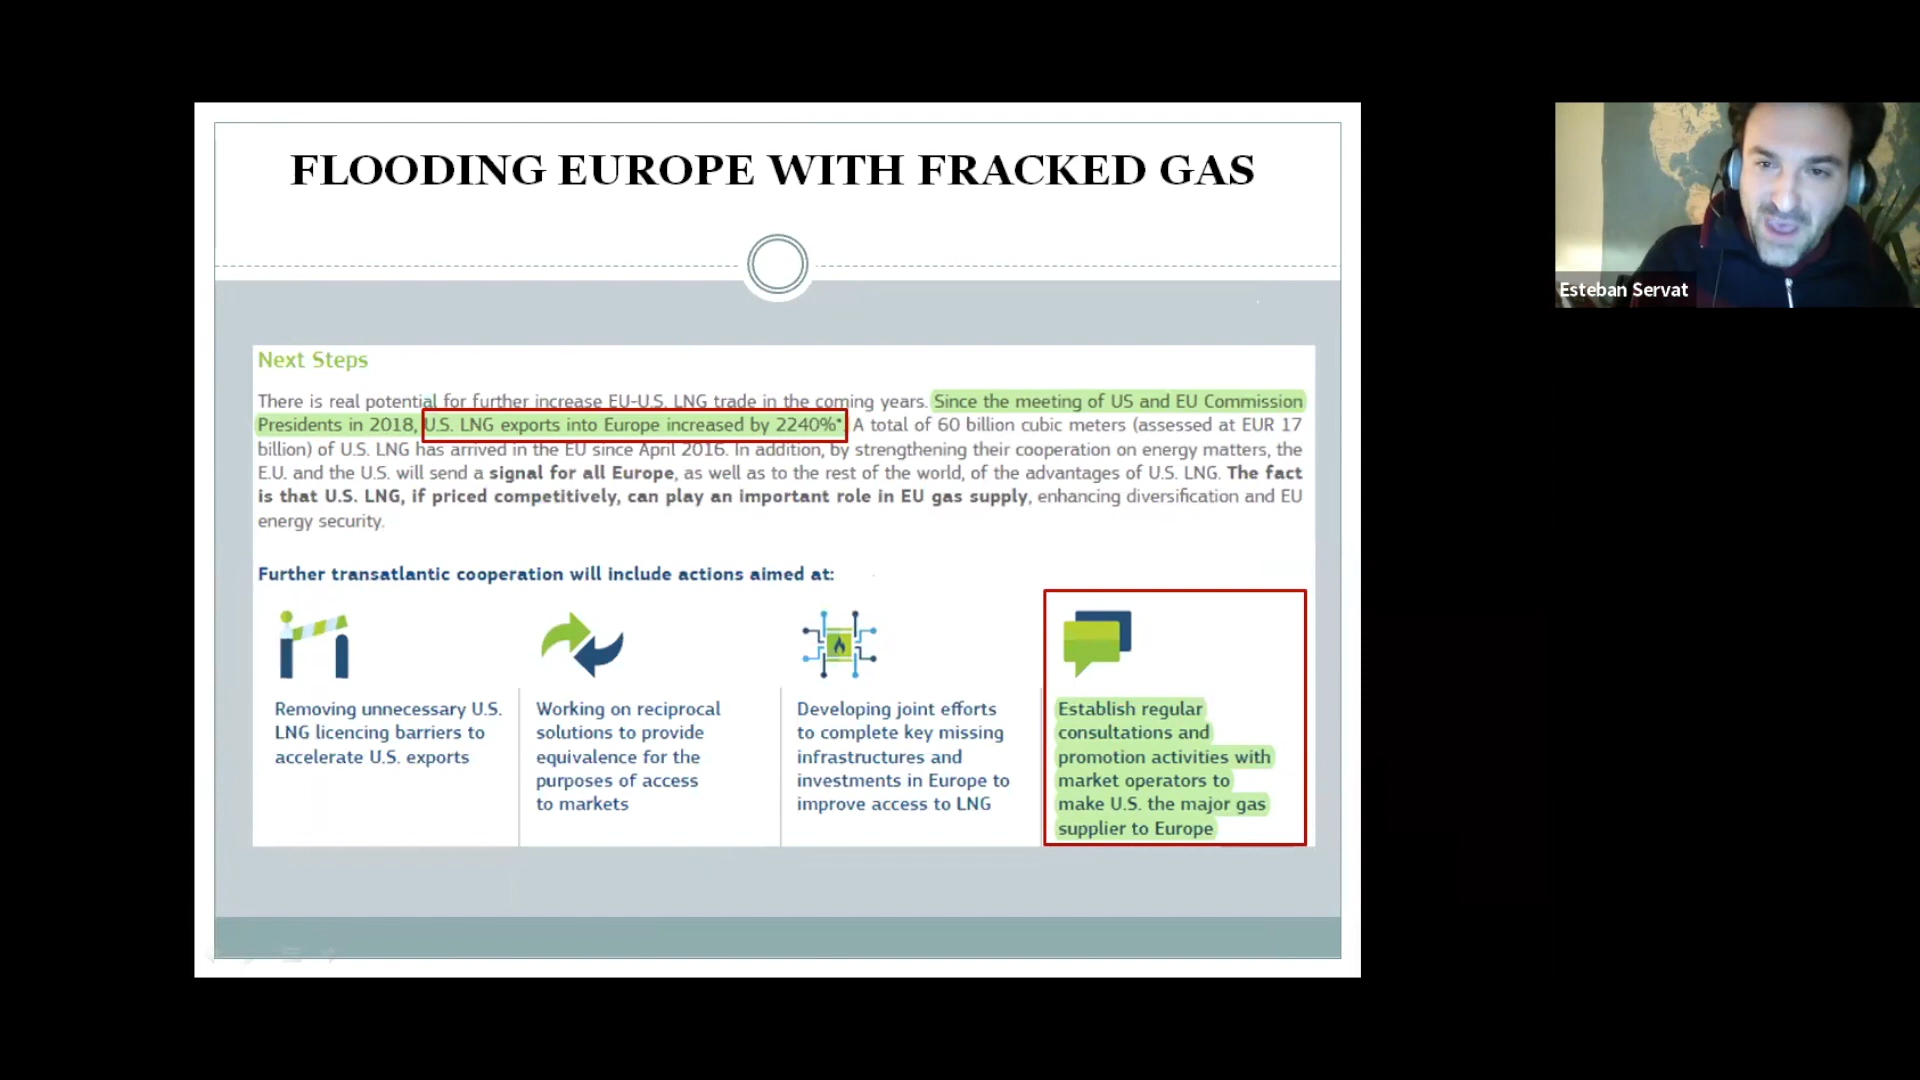 FLOODING EUROPE WITH FRACKED GAS
Esteban Servat
Next Steps
There is real potential for further increase EU-U.S. LNG trade in the coming years. Since the meeting of US and EU Commission
Presidents in 2018, U.S. LNG exports into Europe increased by 2240%*. A total of 60 billion cubic meters (assessed at EUR 17
billion) of U.S. LNG has arrived in the EU since April 2016. In addition, by strengthening their cooperation on energy matters, the
E.U. and the U.S. will send a signal for all Europe, as well as to the rest of the world, of the advantages of U.S. LNG. The fact
is that U.S. LNG, if priced competitively, can play an important role in EU gas supply, enhancing diversification and EU
energy security.
Further transatlantic cooperation will include actions aimed at:
Removing unnecessary U.S.
LNG licencing barriers to
accelerate U.S. exports
Working on reciprocal
solutions to provide
equivalence for the
purposes of access
to markets
Developing joint efforts
to complete key missing
infrastructures and
investments in Europe to
improve access to LNG
Establish regular
consultations and
promotion activities with
market operators to
make U.S. the major gas
supplier to Europe